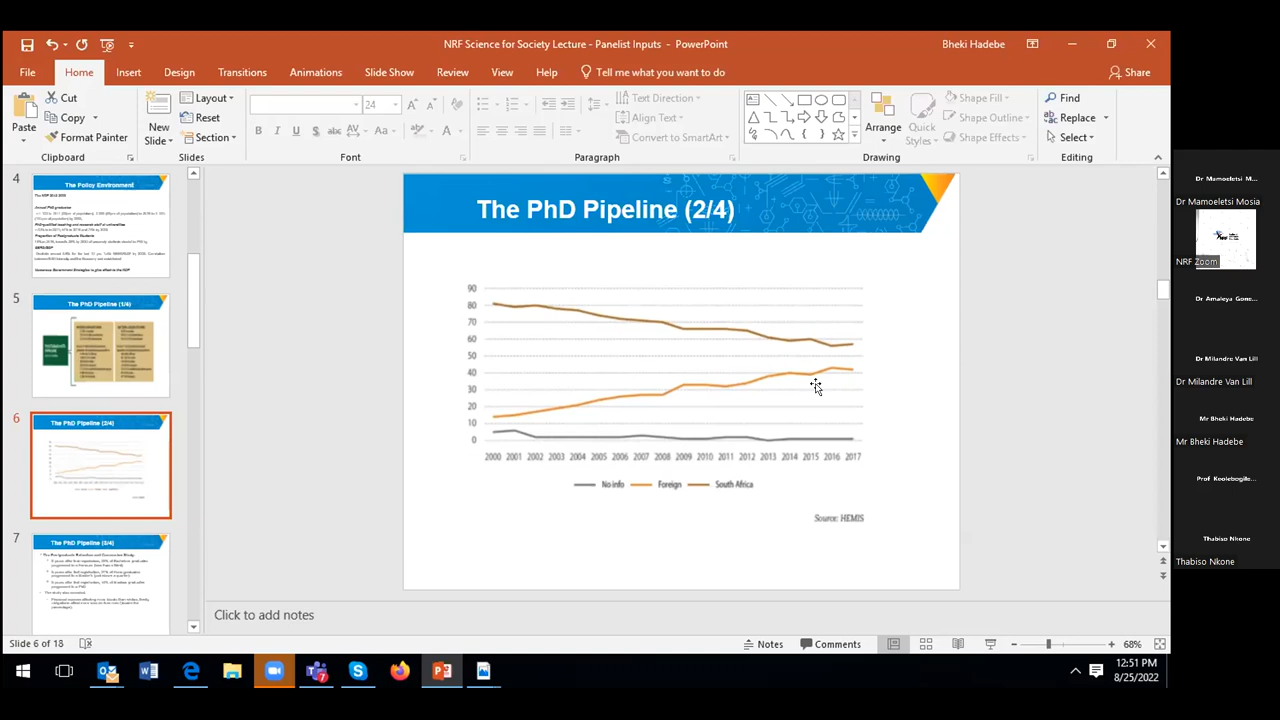 NRF Science for Society Lecture - Panelist Inputs - PowerPoint
Bheki Hadebe
File Home Insert Design Transitions Animations Slide Show Review View Help Tell me what you want to do Share
Paste
Cut
Copy
Format Painter
Clipboard
New Slide
Layout
Reset
Section
Slides
24
Font
Text Direction
Align Text
Convert to SmartArt
Paragraph
Arrange
Quick Styles
Shape Fill
Shape Outline
Shape Effects
Drawing
Find
Replace
Select
Editing
4
The Policy Environment
5
The PhD Pipeline (1/4)
6
The PhD Pipeline (2/4)
7
The PhD Pipeline (3/4)
The PhD Pipeline (2/4)
90
80
70
60
50
40
30
20
10
0
2000 2001 2002 2003 2004 2005 2006 2007 2008 2009 2010 2011 2012 2013 2014 2015 2016 2017
No info Foreign South Africa
Source: HEMIS
Click to add notes
Slide 6 of 18
Notes Comments 68%
12:51 PM
8/25/2022
Dr Mamoeletsi M...
Dr Mamoeletsi Mosia
NRF Zoom
Dr Amaleya Gone...
Dr Milandre Van Lill
Dr Milandre Van Lill
Mr Bheki Hadebe
Mr Bheki Hadebe
Prof Koolebogile...
Thabiso Nkone
Thabiso Nkone